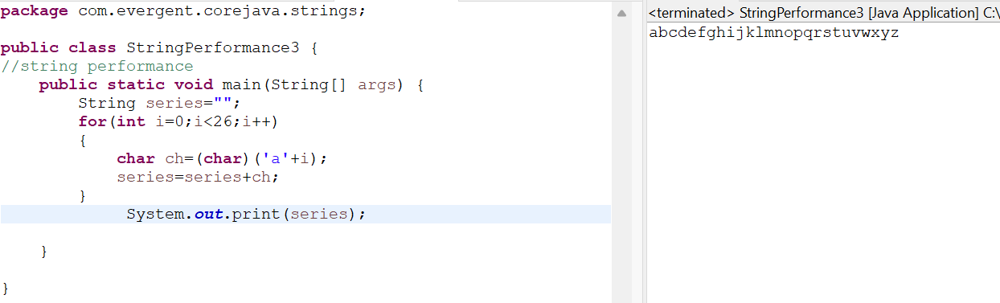 package com.evergent.corejava.strings;
public class StringPerformance3 {
//string performance
    public static void main(String[] args) {
        String series="";
        for(int i=0;i<26;i++)
        {
            char ch=(char)('a'+i);
            series=series+ch;
        }
             System.out.print(series);
    }
}
<terminated> StringPerformance3 [Java Application] C:\
abcdefghijklmnopqrstuvwxyz